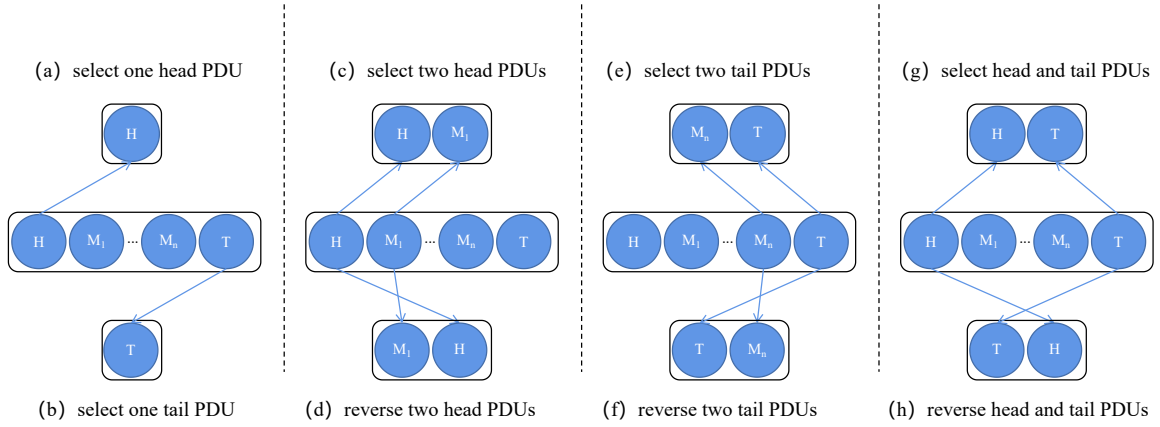 (a) select one head PDU
(c) select two head PDUs
(e) select two tail PDUs
(g) select head and tail PDUs
H
H M₁
Mₙ T
H T
H M₁ ... Mₙ T
H M₁ ... Mₙ T
H M₁ ... Mₙ T
H M₁ ... Mₙ T
T
M₁ H
T Mₙ
T H
(b) select one tail PDU
(d) reverse two head PDUs
(f) reverse two tail PDUs
(h) reverse head and tail PDUs